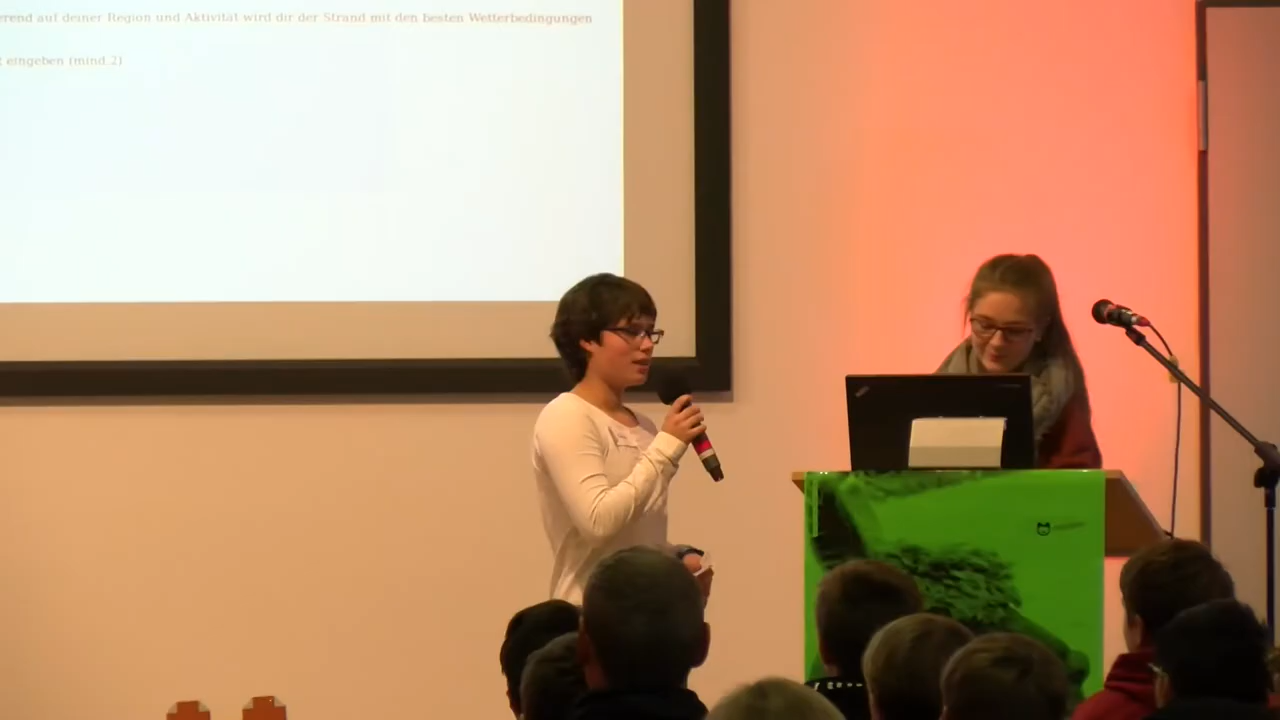 erend auf deiner Region und Aktivität wird dir der Strand mit den besten Wetterbedingungen
t eingeben (mind.2)